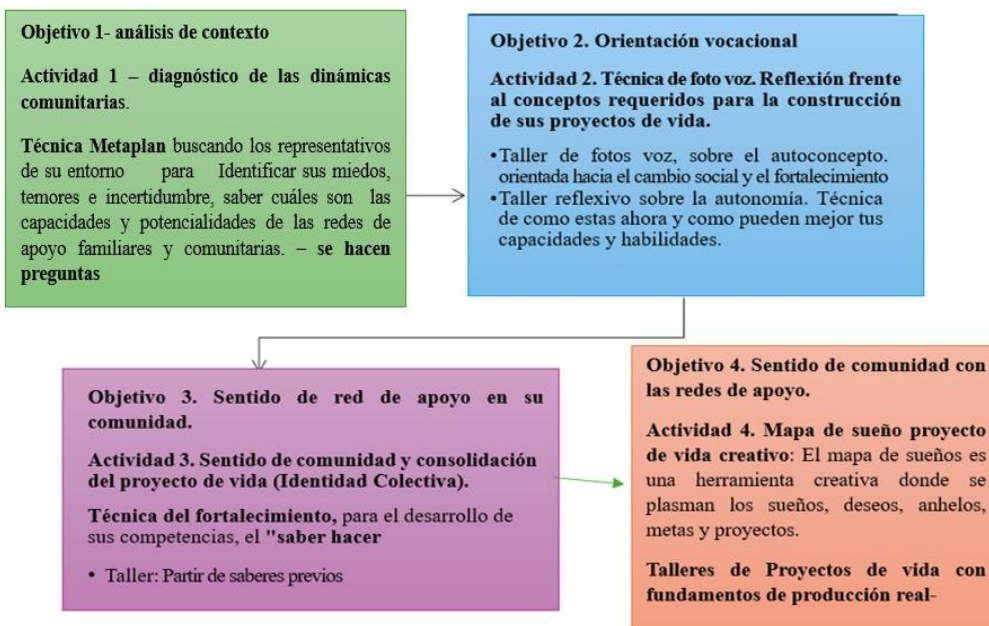 Objetivo 1- análisis de contexto
Actividad 1 – diagnóstico de las dinámicas
comunitarias.
Técnica Metaplan buscando los representativos
de su entorno para Identificar sus miedos,
temores e incertidumbre, saber cuáles son las
capacidades y potencialidades de las redes de
apoyo familiares y comunitarias. – se hacen
preguntas
Objetivo 2. Orientación vocacional
Actividad 2. Técnica de foto voz. Reflexión frente
al conceptos requeridos para la construcción
de sus proyectos de vida.
•Taller de fotos voz, sobre el autoconcepto.
orientada hacia el cambio social y el fortalecimiento
•Taller reflexivo sobre la autonomía. Técnica
de como estas ahora y como pueden mejor tus
capacidades y habilidades.
Objetivo 3. Sentido de red de apoyo en su
comunidad.
Actividad 3. Sentido de comunidad y consolidación
del proyecto de vida (Identidad Colectiva).
Técnica del fortalecimiento, para el desarrollo de
sus competencias, el "saber hacer
• Taller: Partir de saberes previos
Objetivo 4. Sentido de comunidad con
las redes de apoyo.
Actividad 4. Mapa de sueño proyecto
de vida creativo: El mapa de sueños es
una herramienta creativa donde se
plasman los sueños, deseos, anhelos,
metas y proyectos.
Talleres de Proyectos de vida con
fundamentos de producción real-